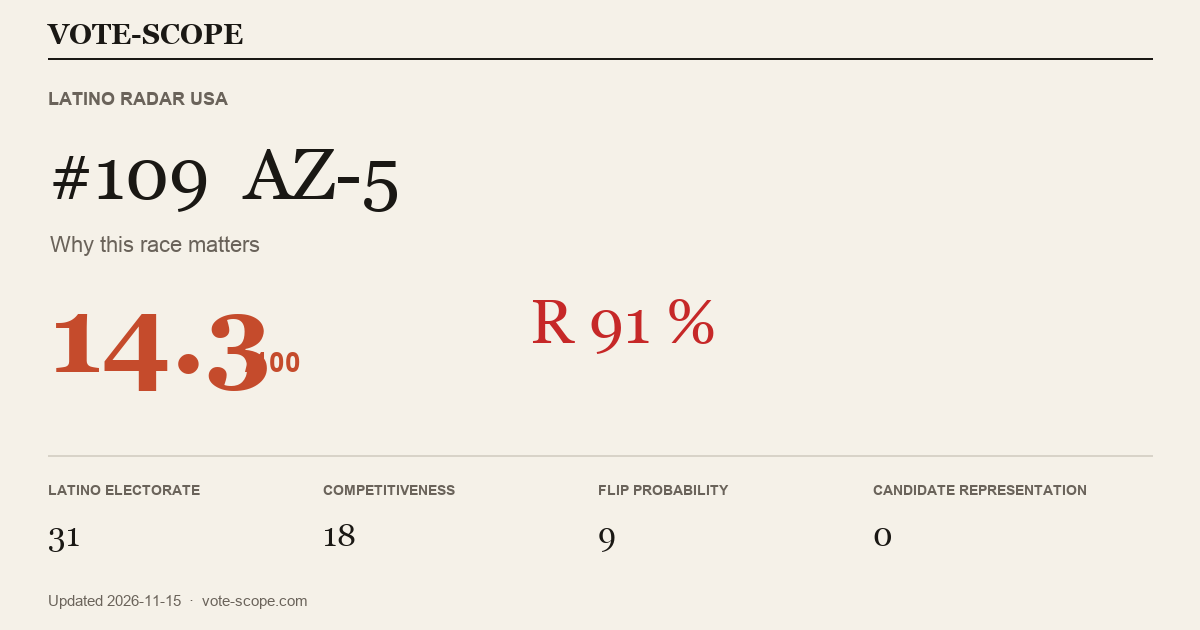 VOTE-SCOPE
LATINO RADAR USA
#109 AZ-5
Why this race matters
14.3 /100
R 91 %
LATINO ELECTORATE COMPETITIVENESS FLIP PROBABILITY CANDIDATE REPRESENTATION
31 18 9 0
Updated 2026-11-15 · vote-scope.com